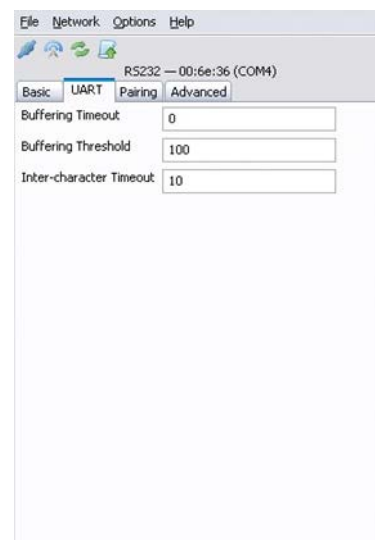 File Network Options Help
RS232 — 00:6e:36 (COM4)
Basic UART Pairing Advanced
Buffering Timeout 0
Buffering Threshold 100
Inter-character Timeout 10